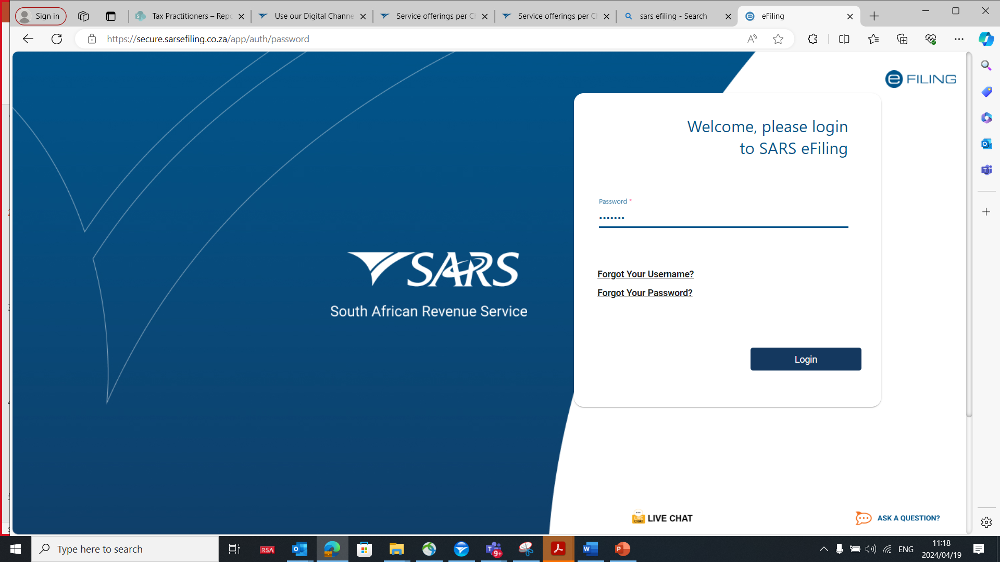 Sign in
Tax Practitioners – Repo
Use our Digital Channe
Service offerings per Cl
Service offerings per Cl
sars efiling - Search
eFiling
https://secure.sarsefiling.co.za/app/auth/password
e FILING
Welcome, please login
to SARS eFiling
Password *
SARS
South African Revenue Service
Forgot Your Username?
Forgot Your Password?
Login
LIVE CHAT
ASK A QUESTION?
Type here to search
RSA
9+
ENG
11:18
2024/04/19